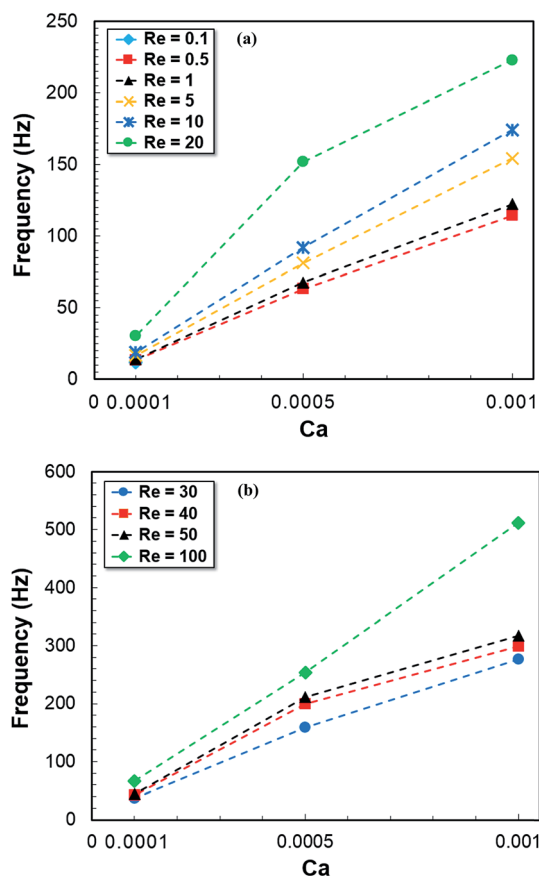 (a)
Re = 0.1
Re = 0.5
Re = 1
Re = 5
Re = 10
Re = 20
Frequency (Hz)
250
200
150
100
50
0
0 0.0001 0.0005 0.001
Ca
(b)
Re = 30
Re = 40
Re = 50
Re = 100
Frequency (Hz)
600
500
400
300
200
100
0
0 0.0001 0.0005 0.001
Ca